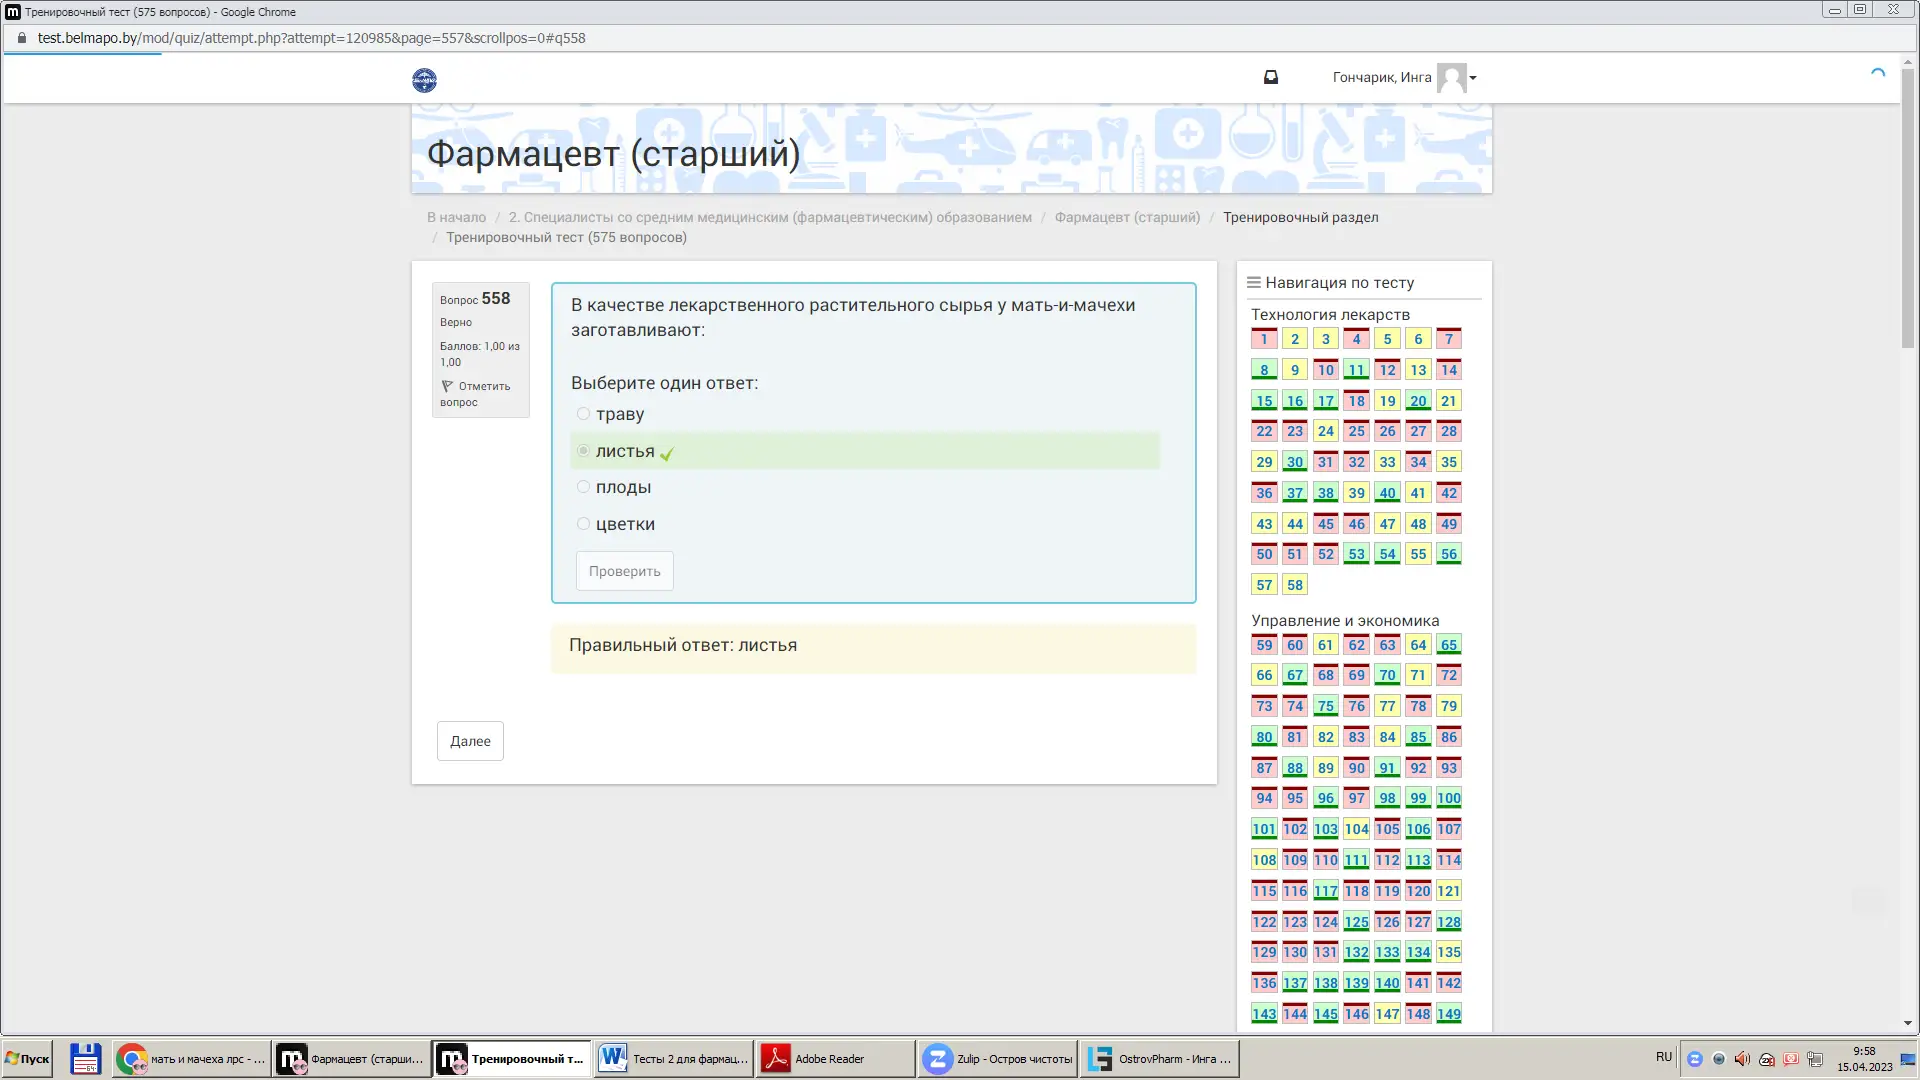 Тренировочный тест (575 вопросов) - Google Chrome
test.belmapo.by/mod/quiz/attempt.php?attempt=120985&page=557&scrollpos=0#q558
Гончарик, Инга
Фармацевт (старший)
В начало / 2. Специалисты со средним медицинским (фармацевтическим) образованием / Фармацевт (старший) / Тренировочный раздел
/ Тренировочный тест (575 вопросов)
Вопрос 558
Верно
Баллов: 1,00 из
1,00
Отметить
вопрос
В качестве лекарственного растительного сырья у мать-и-мачехи
заготавливают:
Выберите один ответ:
траву
листья
плоды
цветки
Проверить
Правильный ответ: листья
Далее
Навигация по тесту
Технология лекарств
1 2 3 4 5 6 7
8 9 10 11 12 13 14
15 16 17 18 19 20 21
22 23 24 25 26 27 28
29 30 31 32 33 34 35
36 37 38 39 40 41 42
43 44 45 46 47 48 49
50 51 52 53 54 55 56
57 58
Управление и экономика
59 60 61 62 63 64 65
66 67 68 69 70 71 72
73 74 75 76 77 78 79
80 81 82 83 84 85 86
87 88 89 90 91 92 93
94 95 96 97 98 99 100
101 102 103 104 105 106 107
108 109 110 111 112 113 114
115 116 117 118 119 120 121
122 123 124 125 126 127 128
129 130 131 132 133 134 135
136 137 138 139 140 141 142
143 144 145 146 147 148 149
Пуск
мать и мачеха лрс - ...
Фармацевт (старши...
Тренировочный т...
Тесты 2 для фармац...
Adobe Reader
Zulip - Остров чистоты
OstrovPharm - Инга ...
RU
9:58
15.04.2023